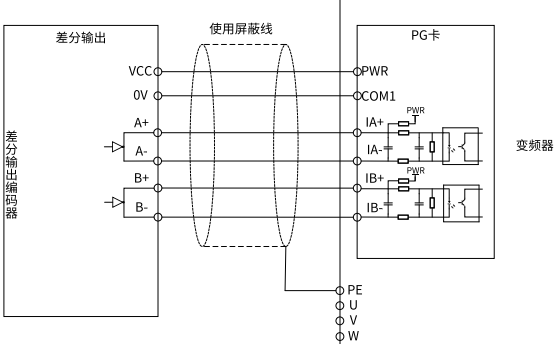 使用屏蔽线
差分输出
PG卡
VCC
PWR
0V
COM1
PWR
A+
IA+
A-
IA-
差分输出编码器
变频器
PWR
B+
IB+
B-
IB-
PE
U
V
W